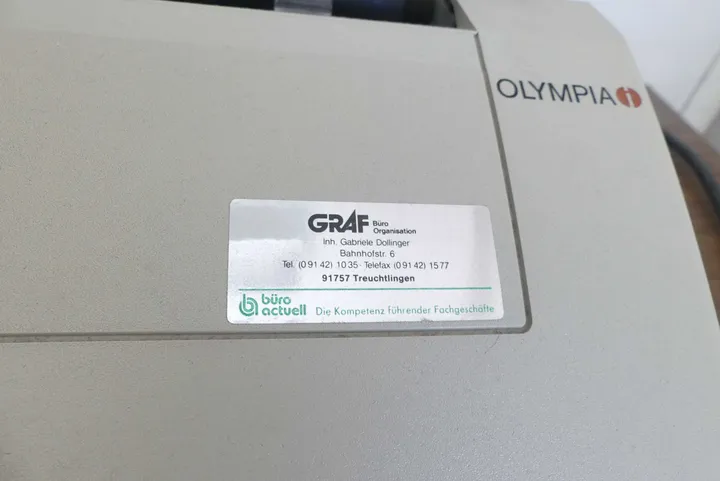 OLYMPIA i
GRAF Büro
Organisation
Inh. Gabriele Dollinger
Bahnhofstr. 6
Tel. (0 91 42) 10 35 · Telefax (0 91 42) 15 77
91757 Treuchtlingen
büro
actuell Die Kompetenz führender Fachgeschäfte